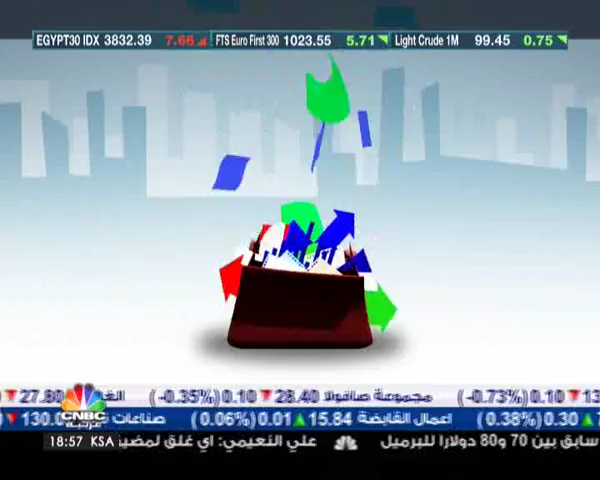 EGYPT30 IDX 3832.39 7.66 FTS Euro First 300 1023.55 5.71 Light Crude 1M 99.45 0.75
27.80 (-0.35%) 0.10 28.40 مجموعة صافولا (-0.73%) 0.10
130.0 صناعات (0.06%) 0.01 15.84 اعمال القابضة (0.38%) 0.30
CNBC
عربية
18:57 KSA علي النعيمي: اي غلق لمضيق سابق بين 70 و80 دولارا للبرميل